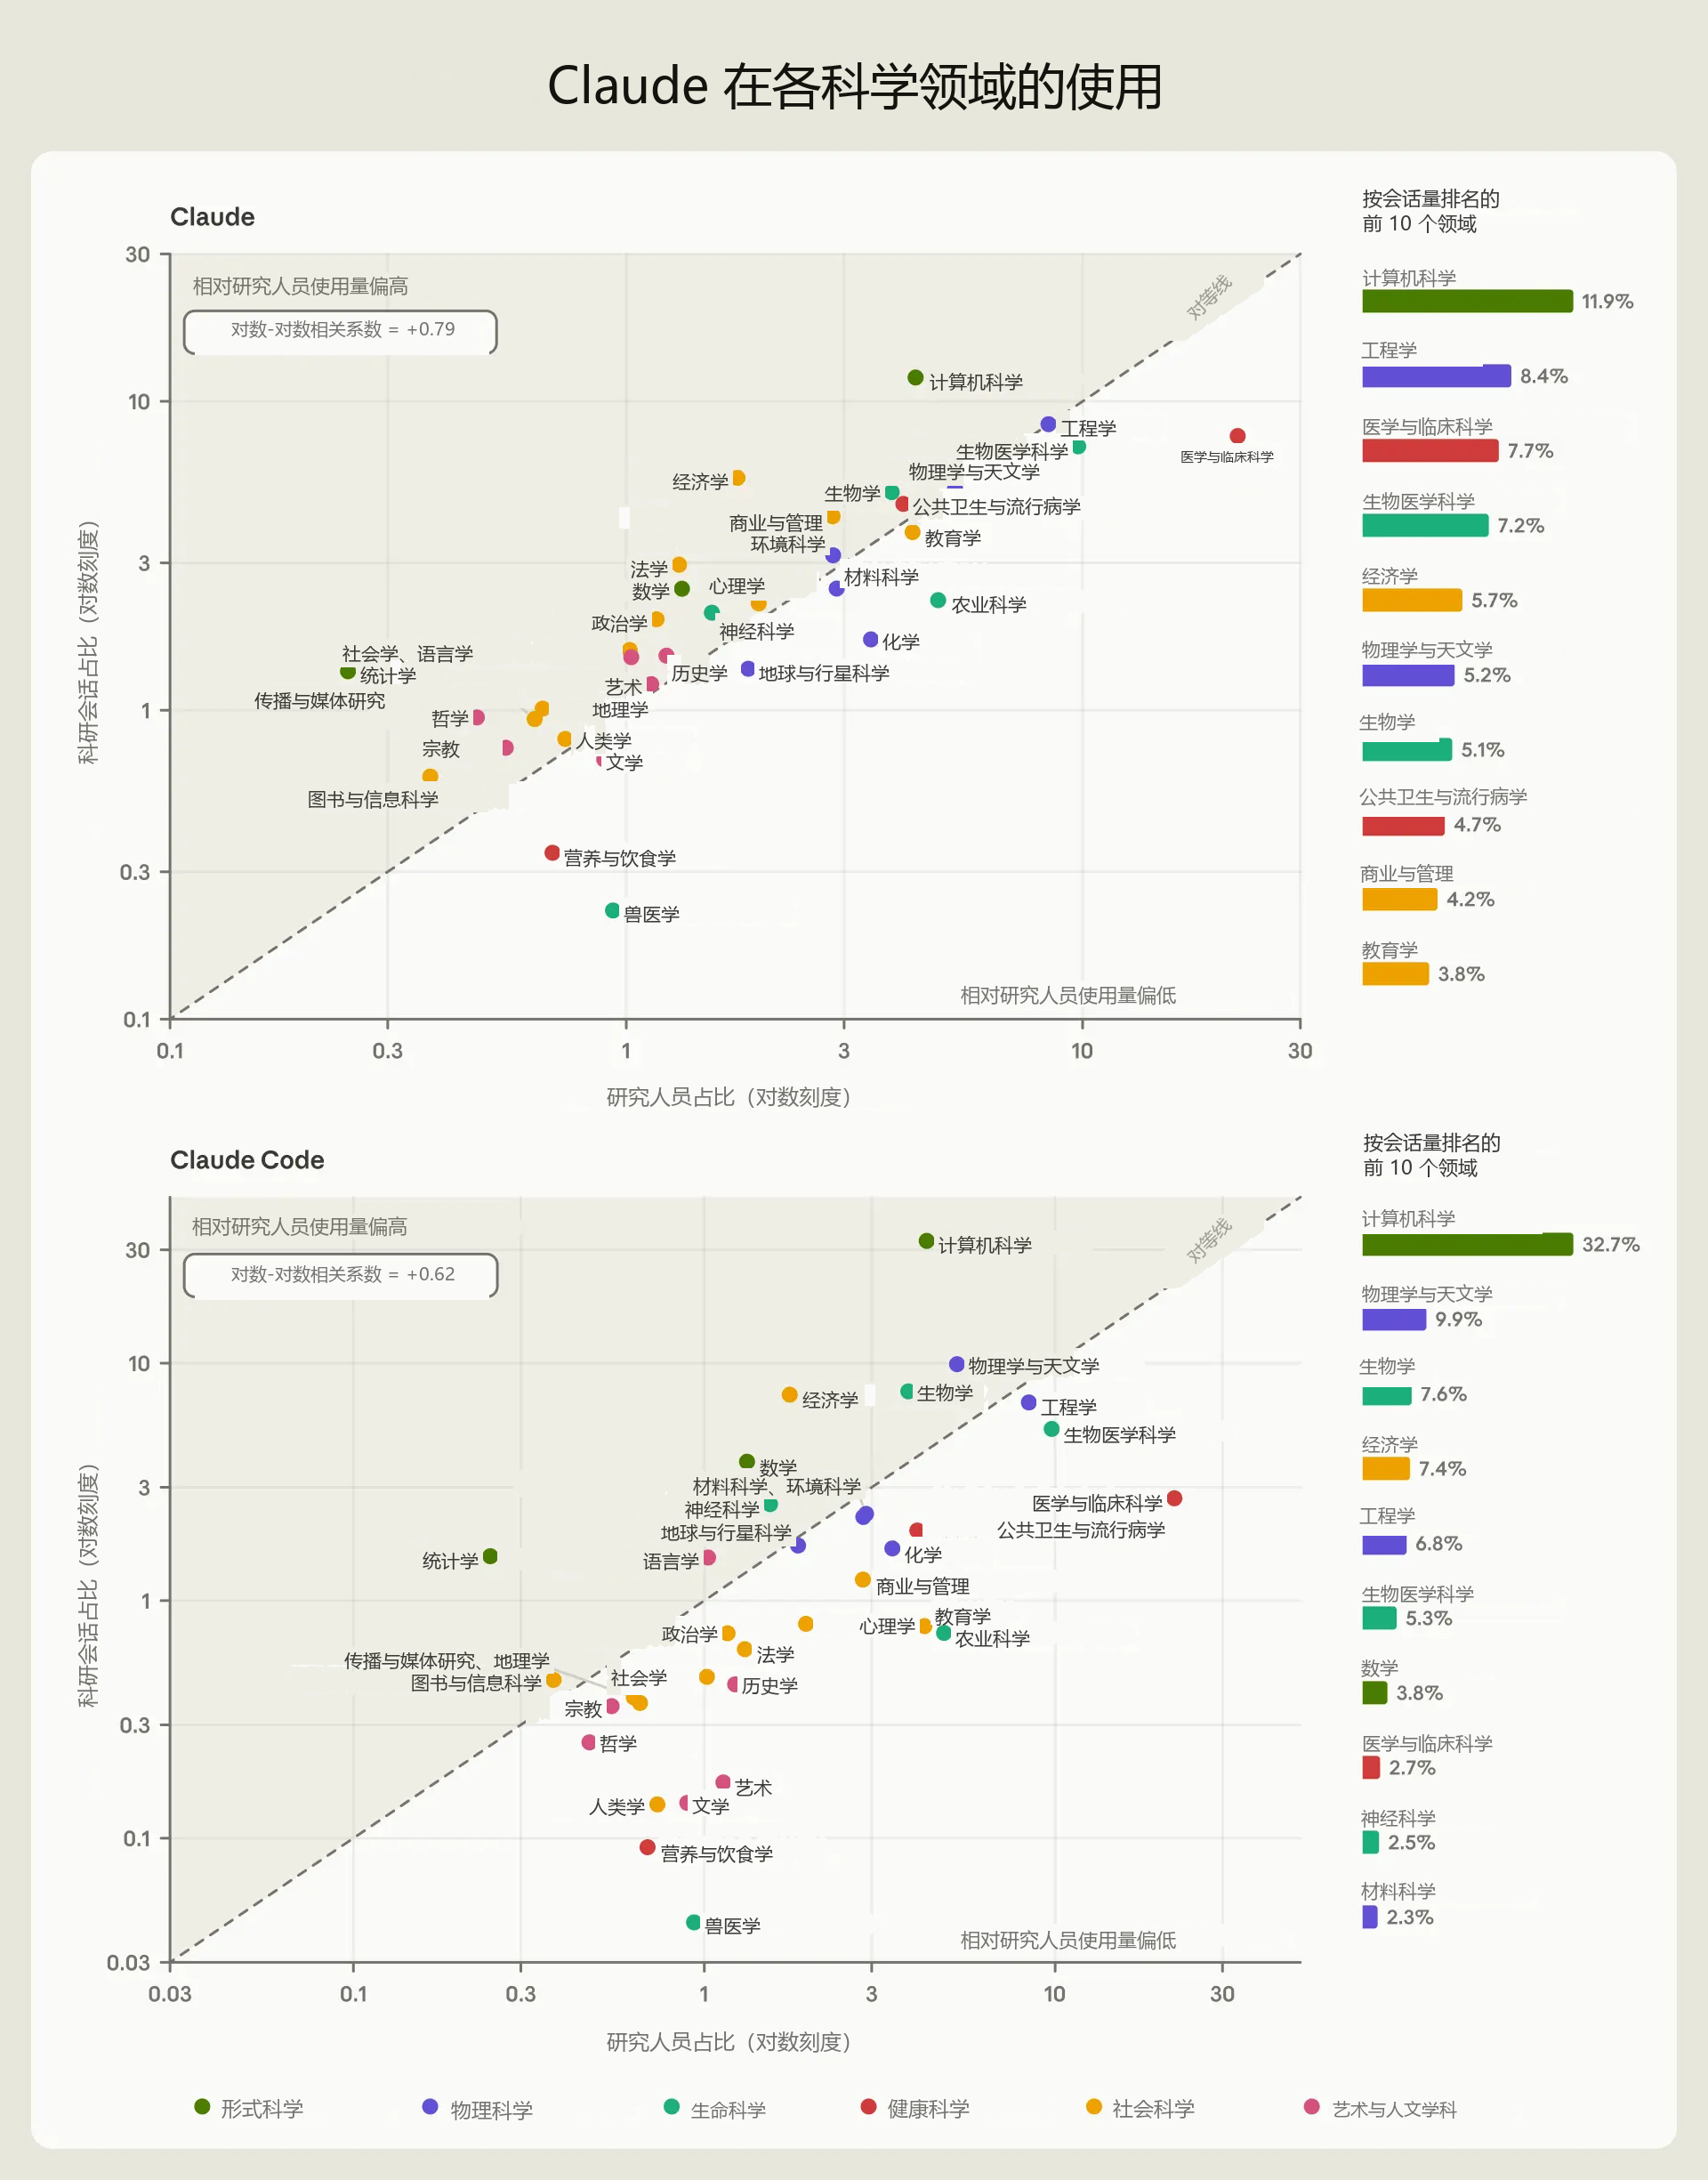 Claude 在各科学领域的使用
Claude
按会话量排名的
前 10 个领域
相对研究人员使用量偏高
对数-对数相关系数 = +0.79
对等线
科研会话占比（对数刻度）
30
10
3
1
0.3
0.1
计算机科学
工程学
生物医学科学
医学与临床科学
物理学与天文学
经济学
生物学
公共卫生与流行病学
商业与管理
教育学
环境科学
法学
材料科学
数学
心理学
农业科学
政治学
神经科学
化学
社会学、语言学
统计学
历史学
地球与行星科学
艺术
传播与媒体研究
地理学
哲学
人类学
宗教
文学
图书与信息科学
营养与饮食学
兽医学
相对研究人员使用量偏低
0.1
0.3
1
3
10
30
研究人员占比（对数刻度）
计算机科学
11.9%
工程学
8.4%
医学与临床科学
7.7%
生物医学科学
7.2%
经济学
5.7%
物理学与天文学
5.2%
生物学
5.1%
公共卫生与流行病学
4.7%
商业与管理
4.2%
教育学
3.8%
Claude Code
按会话量排名的
前 10 个领域
相对研究人员使用量偏高
对数-对数相关系数 = +0.62
对等线
科研会话占比（对数刻度）
30
10
3
1
0.3
0.1
0.03
计算机科学
物理学与天文学
经济学
生物学
工程学
生物医学科学
数学
材料科学、环境科学
神经科学
医学与临床科学
地球与行星科学
公共卫生与流行病学
统计学
语言学
化学
商业与管理
政治学
心理学
教育学
农业科学
法学
传播与媒体研究、地理学
图书与信息科学
社会学
历史学
宗教
哲学
艺术
人类学
文学
营养与饮食学
兽医学
相对研究人员使用量偏低
0.03
0.1
0.3
1
3
10
30
研究人员占比（对数刻度）
计算机科学
32.7%
物理学与天文学
9.9%
生物学
7.6%
经济学
7.4%
工程学
6.8%
生物医学科学
5.3%
数学
3.8%
医学与临床科学
2.7%
神经科学
2.5%
材料科学
2.3%
形式科学
物理科学
生命科学
健康科学
社会科学
艺术与人文学科